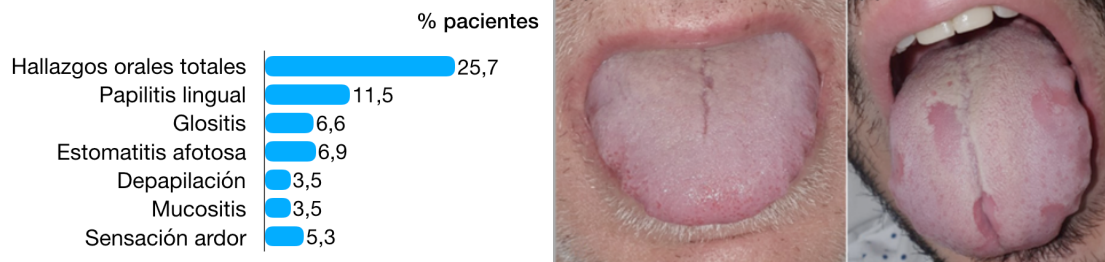 % pacientes
Hallazgos orales totales 25,7
Papilitis lingual 11,5
Glositis 6,6
Estomatitis afotosa 6,9
Depapilación 3,5
Mucositis 3,5
Sensación ardor 5,3